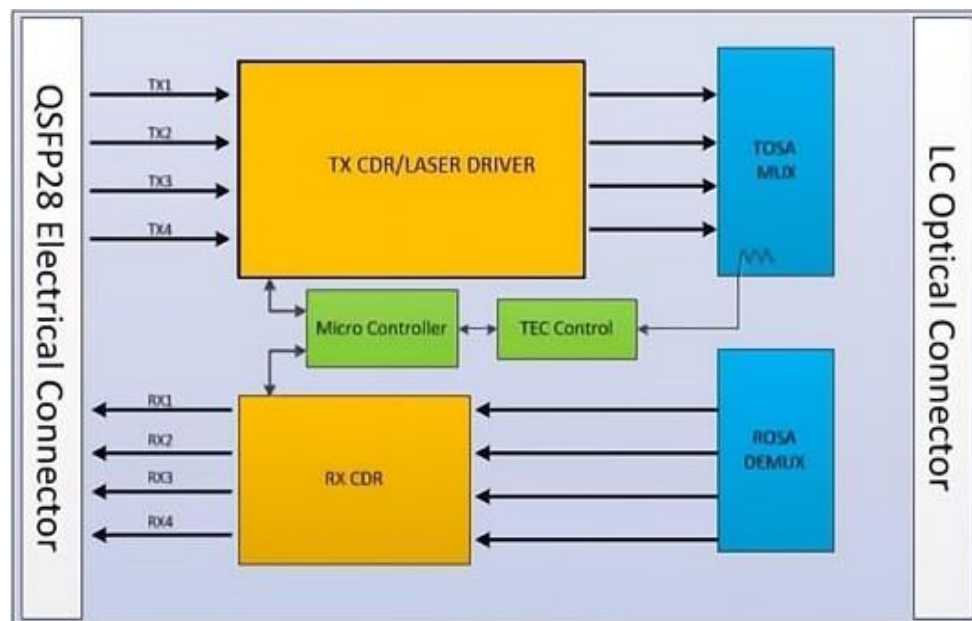 QSFP28 Electrical Connector
TX1
TX2
TX3
TX4
TX CDR/LASER DRIVER
TOSA
MUX
Micro Controller
TEC Control
RX1
RX2
RX3
RX4
RX CDR
ROSA
DEMUX
LC Optical Connector